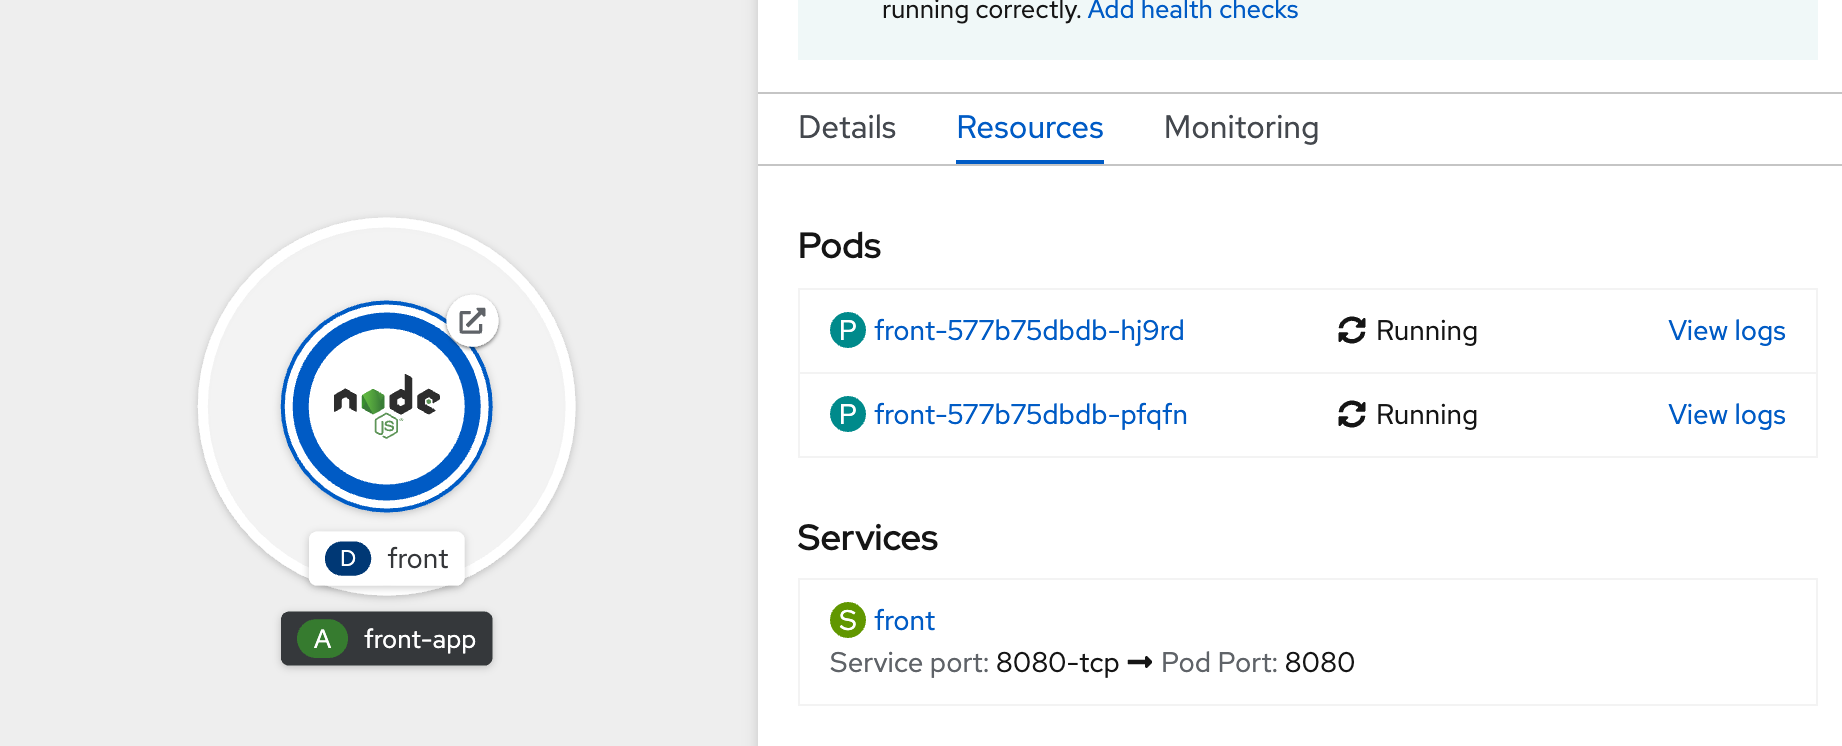 running correctly. Add health checks
Details Resources Monitoring
Pods
P front-577b75dbdb-hj9rd Running View logs
P front-577b75dbdb-pfqfn Running View logs
Services
S front
Service port: 8080-tcp ➞ Pod Port: 8080
node
JS
D front
A front-app